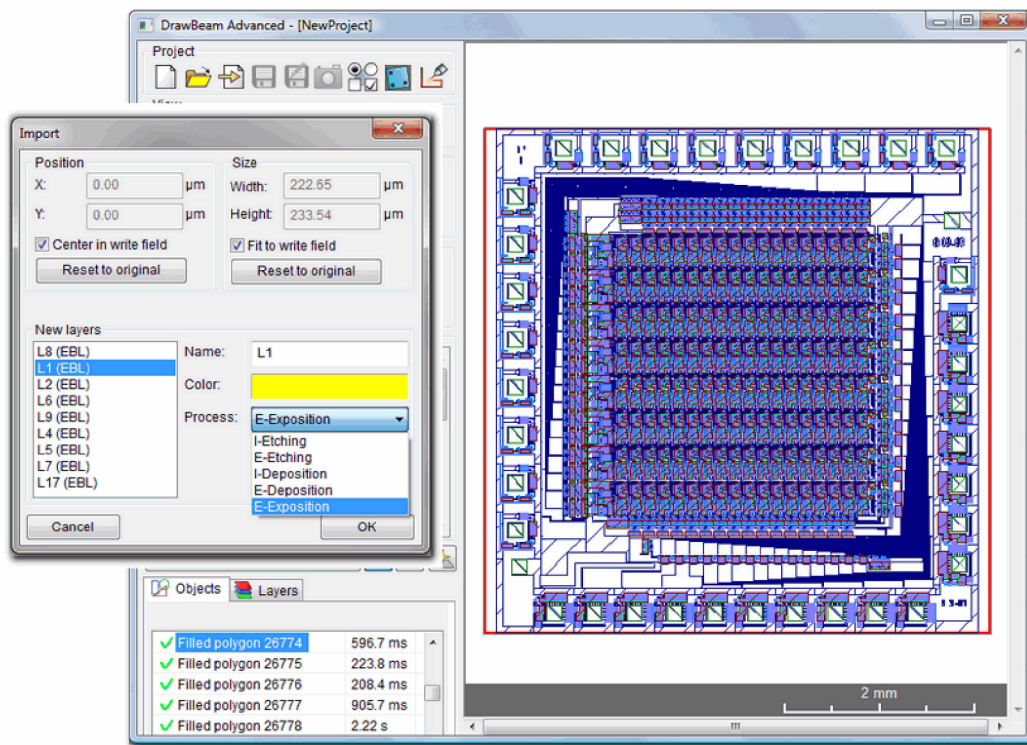 DrawBeam Advanced - [NewProject]
Project
Import
Position
X: 0.00 µm
Y: 0.00 µm
Center in write field
Reset to original
Size
Width: 222.65 µm
Height: 233.54 µm
Fit to write field
Reset to original
New layers
L8 (EBL)
L1 (EBL)
L2 (EBL)
L6 (EBL)
L9 (EBL)
L4 (EBL)
L5 (EBL)
L7 (EBL)
L17 (EBL)
Name: L1
Color:
Process: E-Exposition
I-Etching
E-Etching
I-Deposition
E-Deposition
E-Exposition
Cancel
OK
Objects
Layers
Filled polygon 26774 596.7 ms
Filled polygon 26775 223.8 ms
Filled polygon 26776 208.4 ms
Filled polygon 26777 905.7 ms
Filled polygon 26778 2.22 s
2 mm